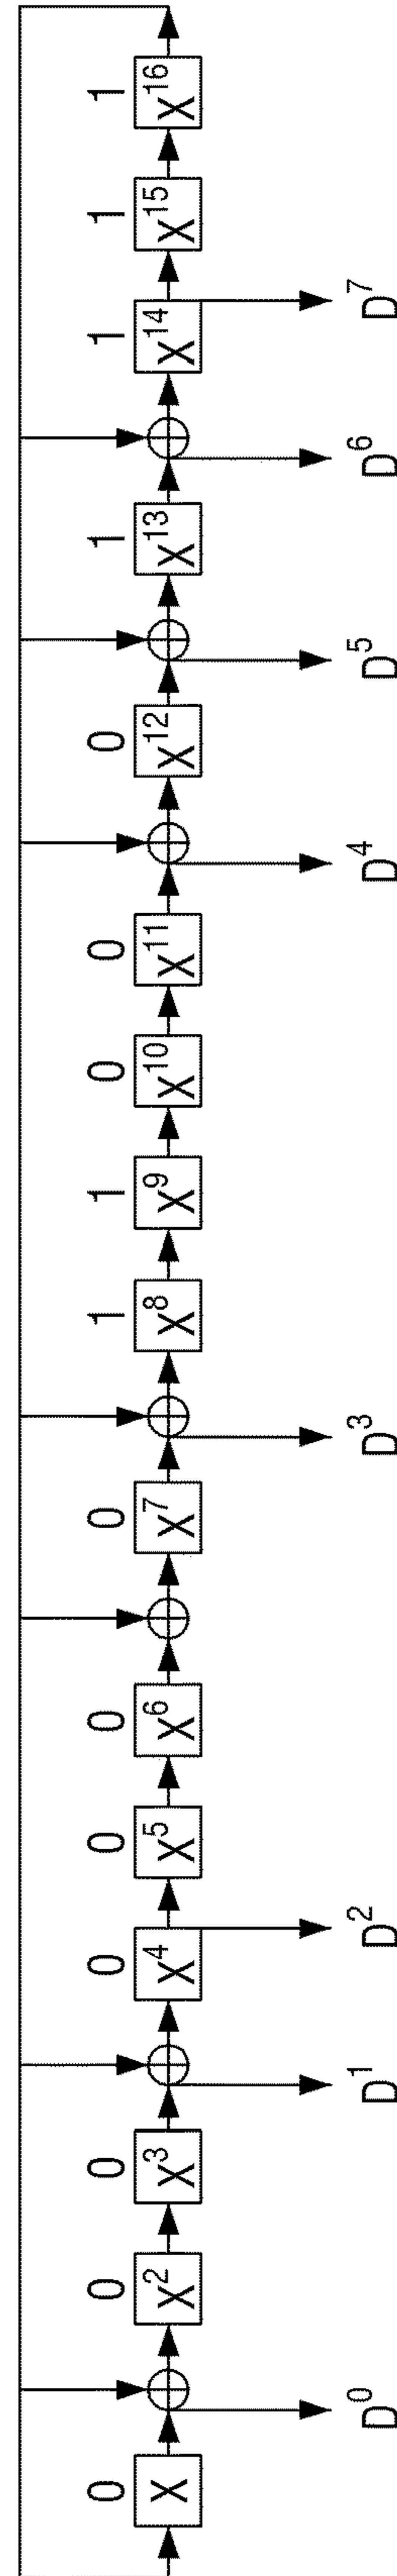 0 0 0 0 0 0 0 1 1 0 0 0 1 1 1 1
X X² X³ X⁴ X⁵ X⁶ X⁷ X⁸ X⁹ X¹⁰ X¹¹ X¹² X¹³ X¹⁴ X¹⁵ X¹⁶
D⁰ D¹ D² D³ D⁴ D⁵ D⁶ D⁷